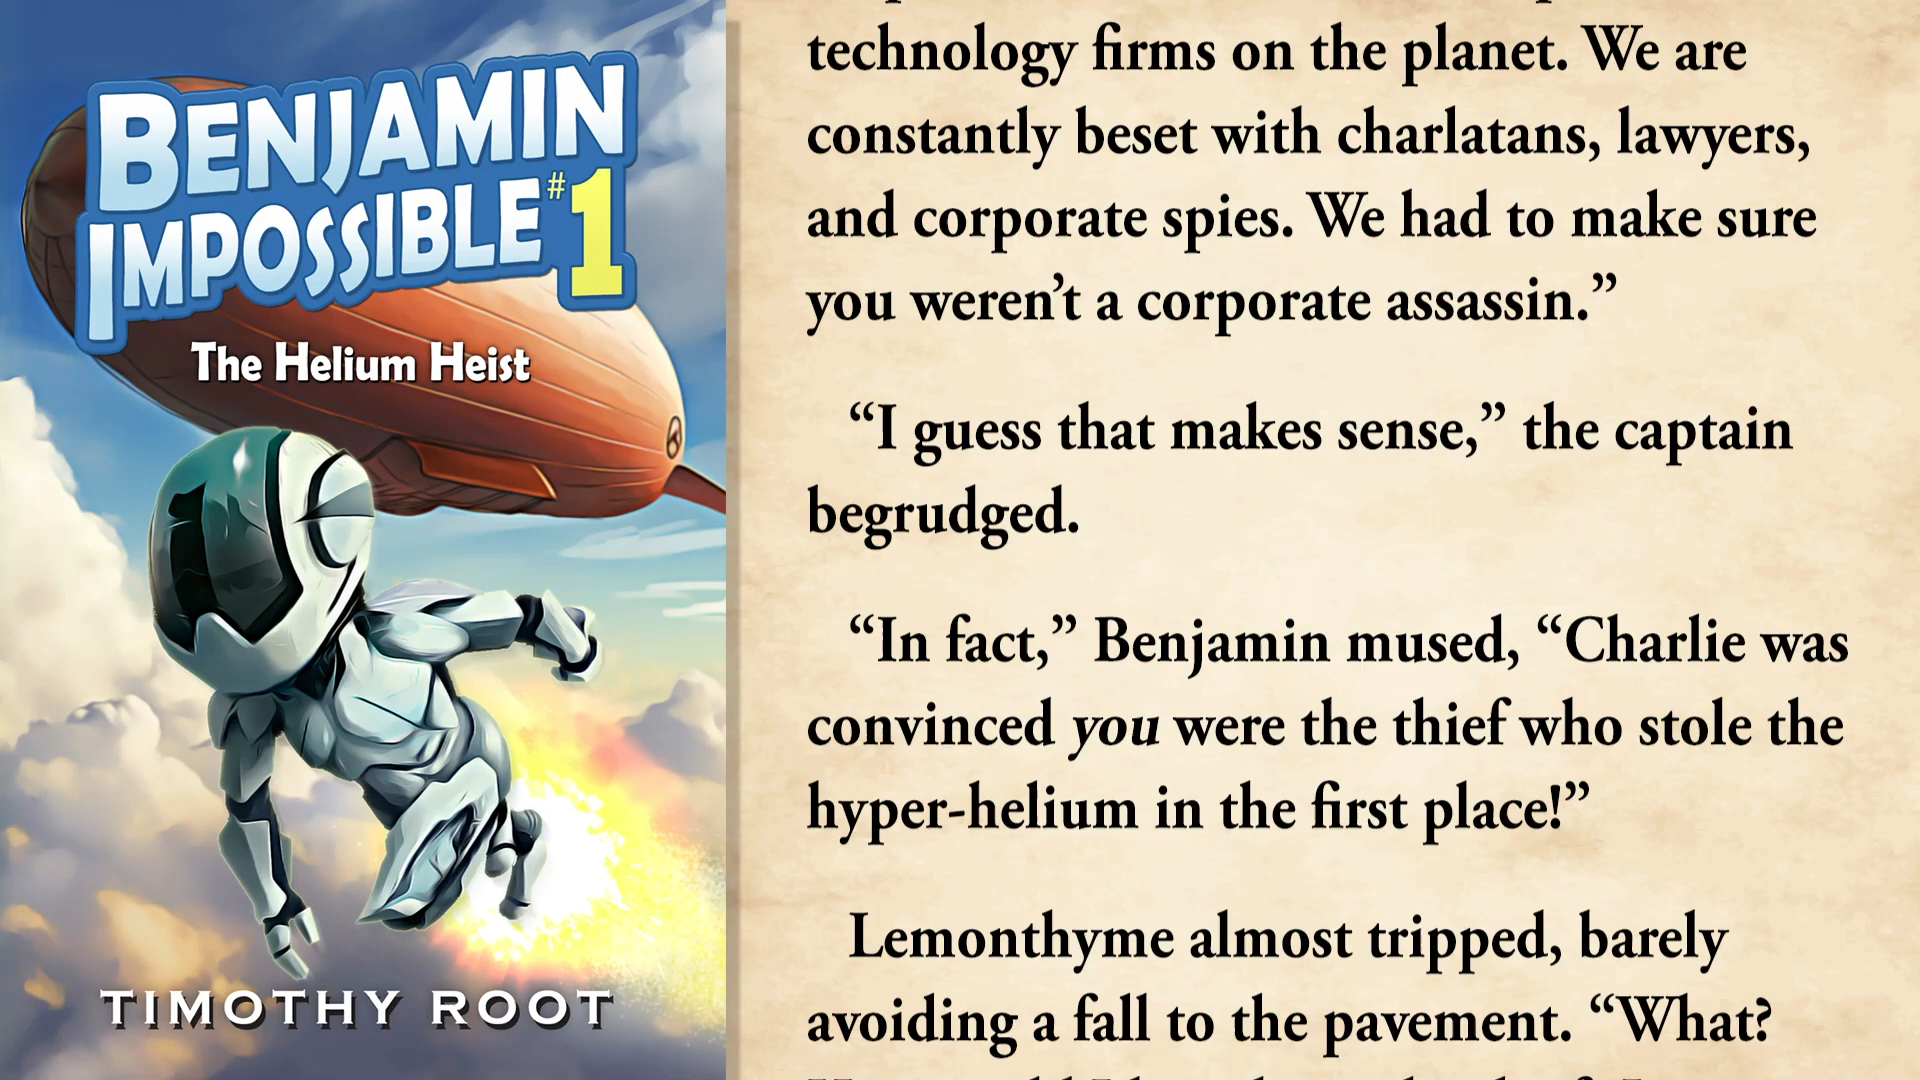 BENJAMIN
IMPOSSIBLE #1
The Helium Heist
TIMOTHY ROOT
technology firms on the planet. We are
constantly beset with charlatans, lawyers,
and corporate spies. We had to make sure
you weren’t a corporate assassin.”
“I guess that makes sense,” the captain
begrudged.
“In fact,” Benjamin mused, “Charlie was
convinced you were the thief who stole the
hyper-helium in the first place!”
Lemonthyme almost tripped, barely
avoiding a fall to the pavement. “What?